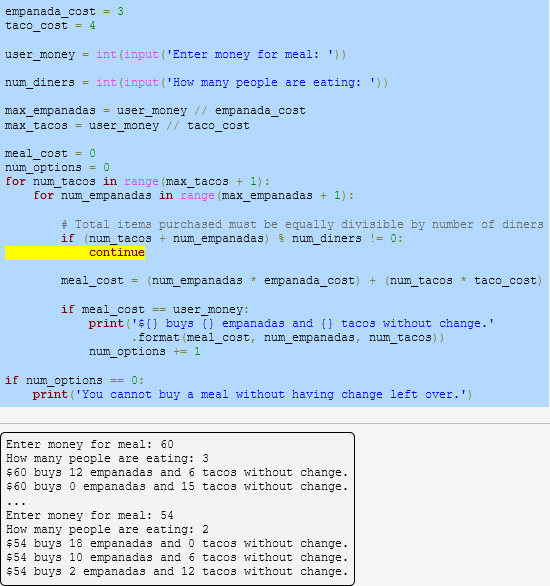 empanada_cost = 3
taco_cost = 4

user_money = int(input('Enter money for meal: '))

num_diners = int(input('How many people are eating: '))

max_empanadas = user_money // empanada_cost
max_tacos = user_money // taco_cost

meal_cost = 0
num_options = 0
for num_tacos in range(max_tacos + 1):
    for num_empanadas in range(max_empanadas + 1):

        # Total items purchased must be equally divisible by number of diners
        if (num_tacos + num_empanadas) % num_diners != 0:
            continue

        meal_cost = (num_empanadas * empanada_cost) + (num_tacos * taco_cost)

        if meal_cost == user_money:
            print('${} buys {} empanadas and {} tacos without change.'
                  .format(meal_cost, num_empanadas, num_tacos))
            num_options += 1

if num_options == 0:
    print('You cannot buy a meal without having change left over.')

Enter money for meal: 60
How many people are eating: 3
$60 buys 12 empanadas and 6 tacos without change.
$60 buys 0 empanadas and 15 tacos without change.
...
Enter money for meal: 54
How many people are eating: 2
$54 buys 18 empanadas and 0 tacos without change.
$54 buys 10 empanadas and 6 tacos without change.
$54 buys 2 empanadas and 12 tacos without change.